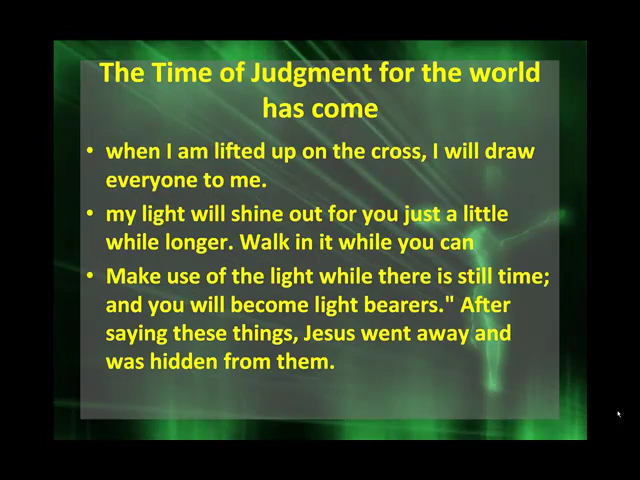 The Time of Judgment for the world
has come
• when I am lifted up on the cross, I will draw
everyone to me.
• my light will shine out for you just a little
while longer. Walk in it while you can
• Make use of the light while there is still time;
and you will become light bearers." After
saying these things, Jesus went away and
was hidden from them.